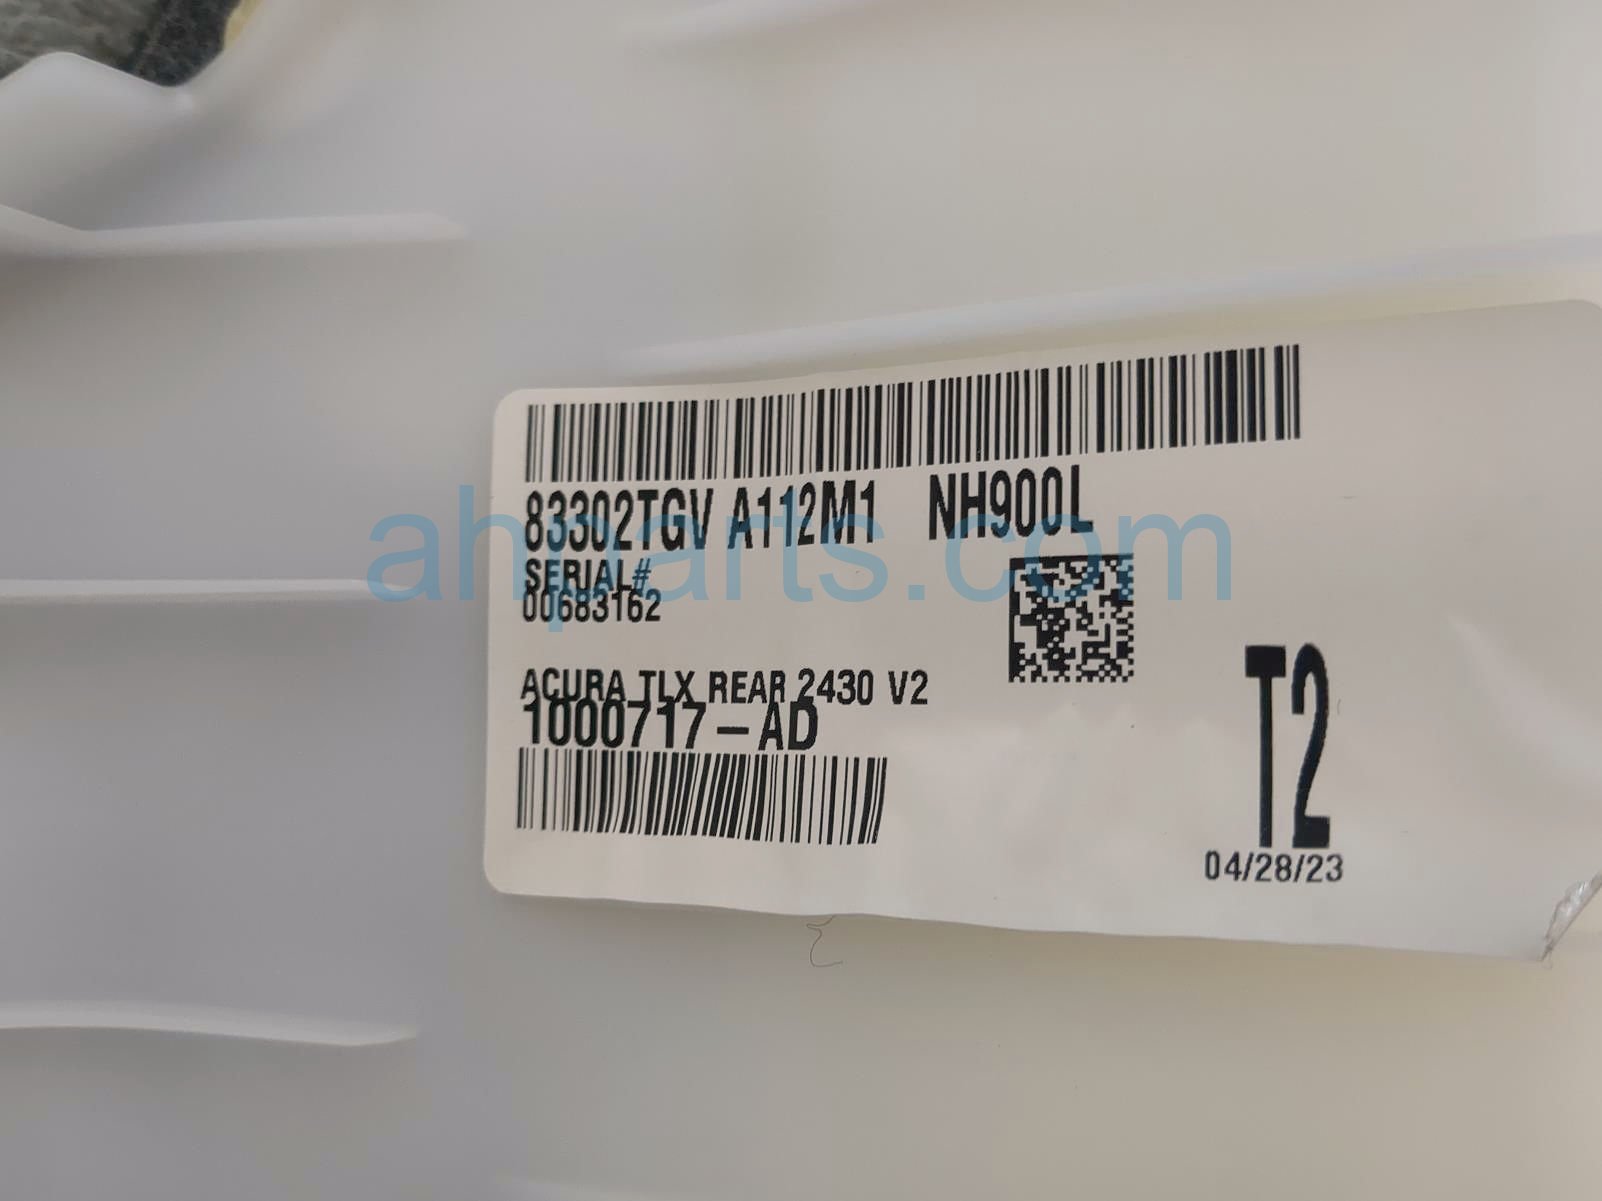 83302TGV A112M1 NH900L
SERIAL#
00683162
ACURA TLX REAR 2430 V2
1000717-AD
T2
04/28/23
ahparts.com